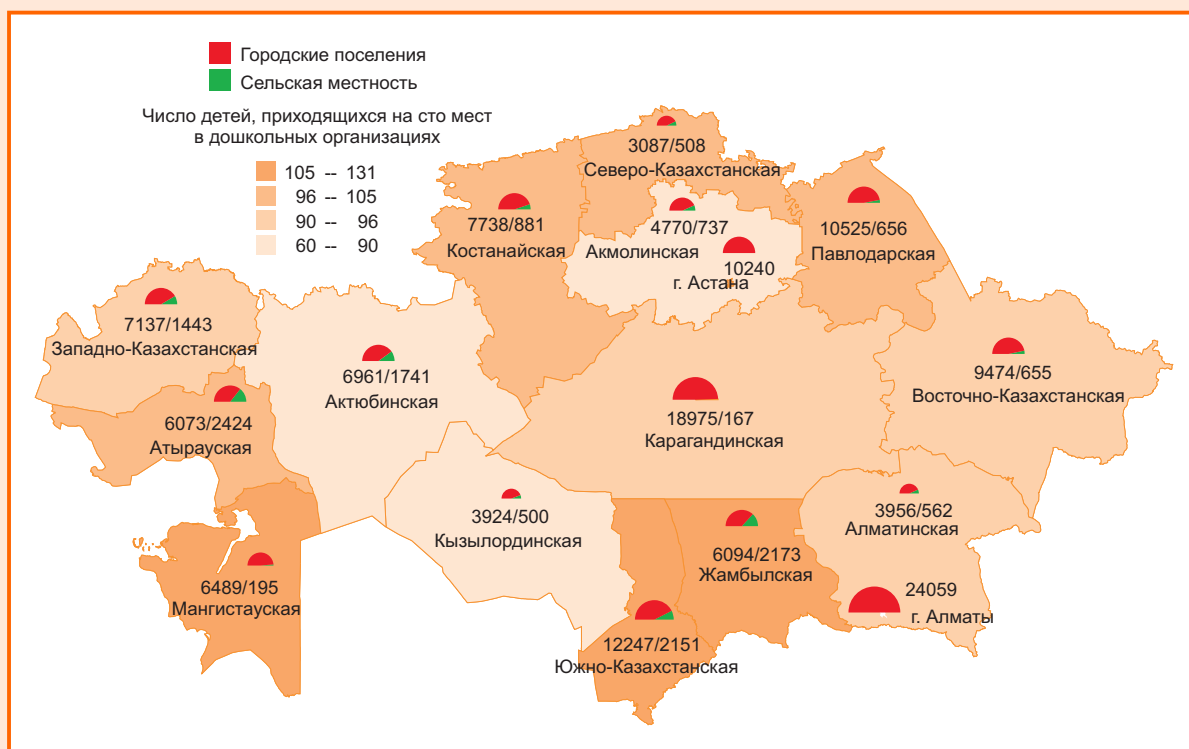 Городские поселения
Сельская местность
Число детей, приходящихся на сто мест
в дошкольных организациях
105 -- 131
96 -- 105
90 -- 96
60 -- 90
3087/508
Северо-Казахстанская
7738/881
Костанайская
4770/737
Акмолинская
10240
г. Астана
10525/656
Павлодарская
7137/1443
Западно-Казахстанская
6961/1741
Актюбинская
9474/655
Восточно-Казахстанская
6073/2424
Атырауская
18975/167
Карагандинская
3924/500
Кызылординская
3956/562
Алматинская
6094/2173
Жамбылская
6489/195
Мангистауская
24059
г. Алматы
12247/2151
Южно-Казахстанская